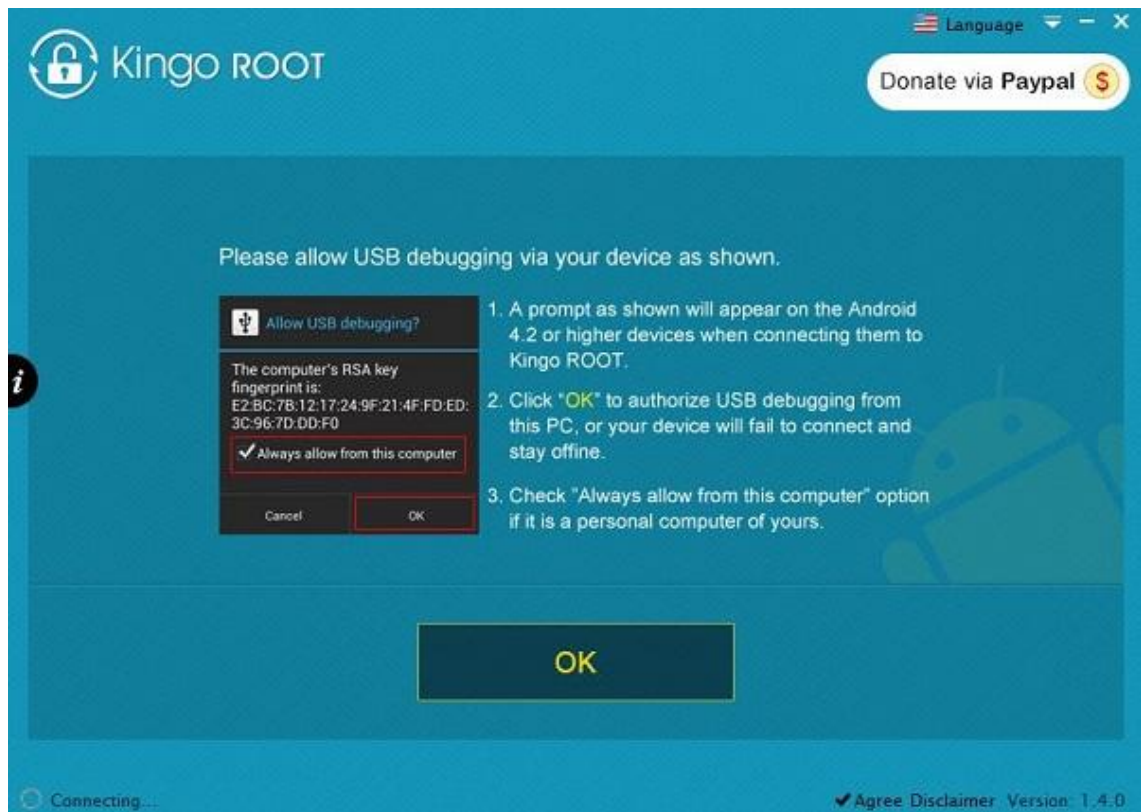 Language
Kingo ROOT
Donate via Paypal $
Please allow USB debugging via your device as shown.
Allow USB debugging?
The computer's RSA key
fingerprint is:
E2:BC:7B:12:17:24:9F:21:4F:FD:ED:
3C:96:7D:DD:F0
Always allow from this computer
Cancel
OK
1. A prompt as shown will appear on the Android
4.2 or higher devices when connecting them to
Kingo ROOT.
2. Click "OK" to authorize USB debugging from
this PC, or your device will fail to connect and
stay offine.
3. Check "Always allow from this computer" option
if it is a personal computer of yours.
i
OK
Connecting...
Agree Disclaimer Version: 1.4.0